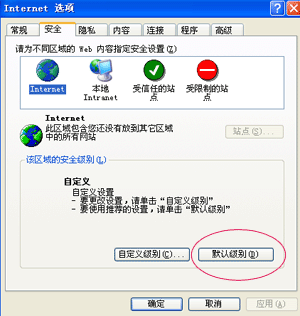 Internet 选项
常规 安全 隐私 内容 连接 程序 高级
请为不同区域的 Web 内容指定安全设置(Z)
Internet 本地 Intranet 受信任的站点 受限制的站点
Internet
此区域包含您还没有放到其它区域
中的所有网站
站点(S)...
该区域的安全级别(L)
自定义
自定义设置
- 要更改设置,请单击“自定义级别”
- 要使用推荐的设置,请单击“默认级别”
自定义级别(C)... 默认级别(D)
确定 取消 应用(A)